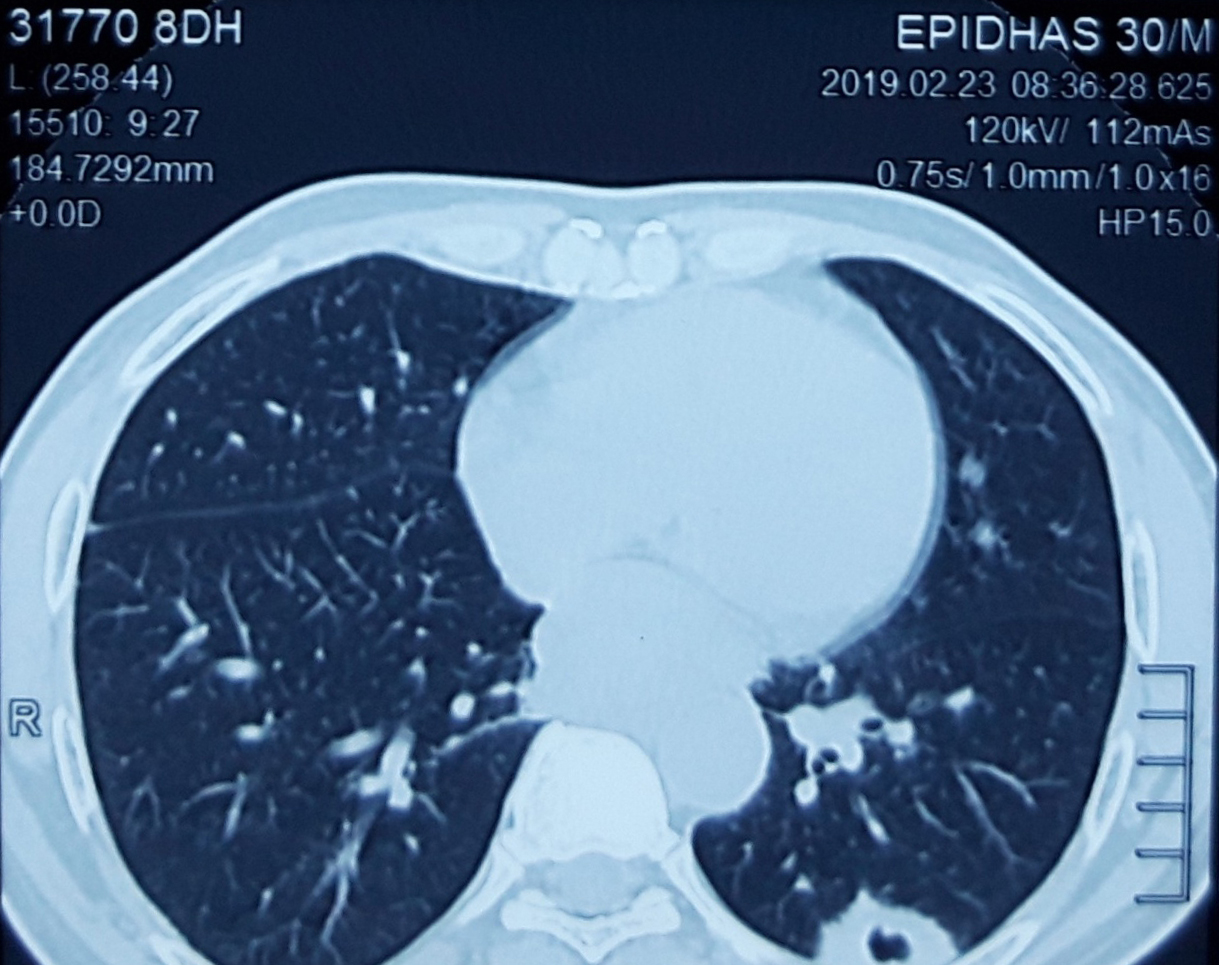 31770 8DH
L: (258.44)
15510: 9:27
184.7292mm
+0.0D
EPIDHAS 30/M
2019.02.23 08:36:28.625
120kV/ 112mAs
0.75s/1.0mm/1.0x16
HP15.0
R